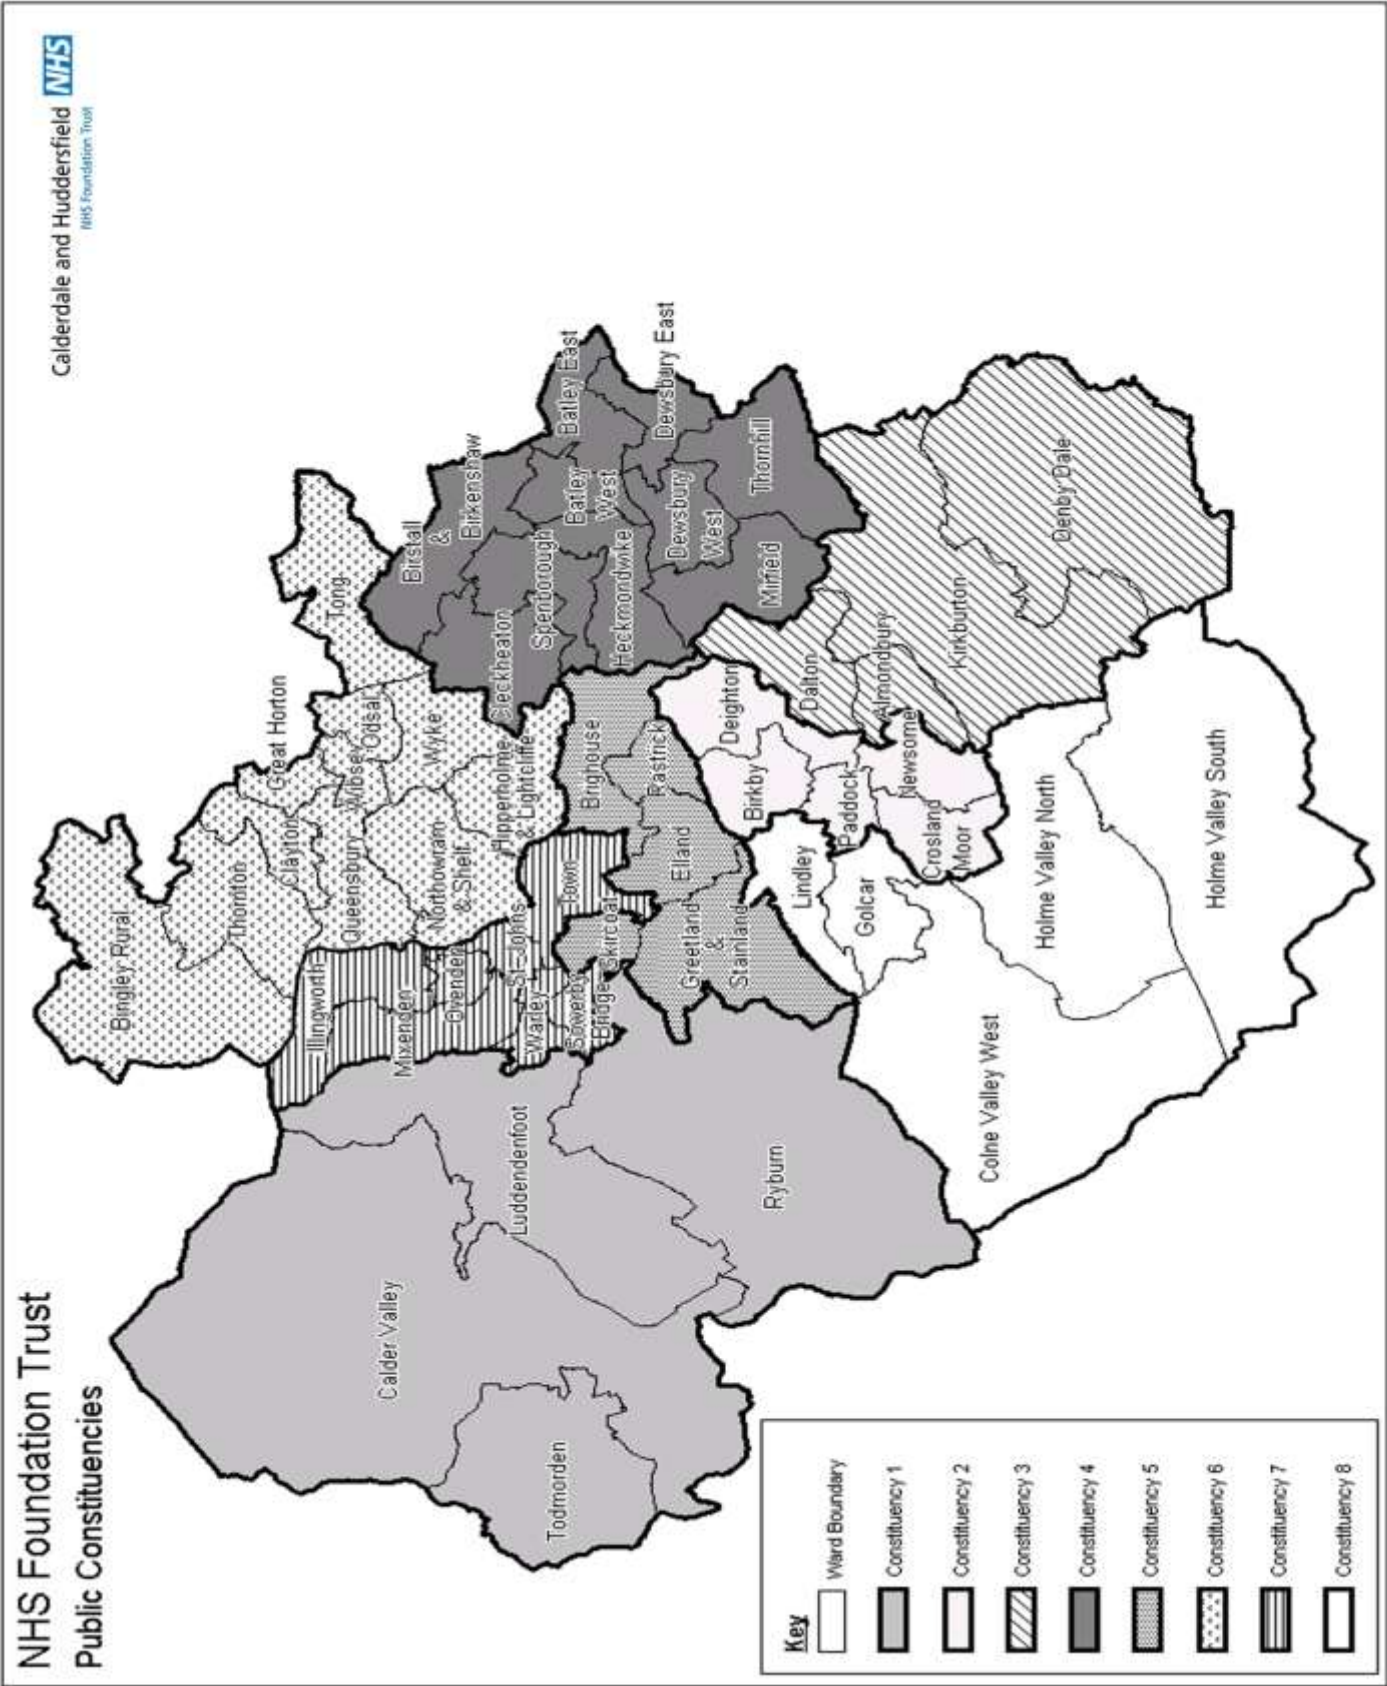 NHS Foundation Trust
Public Constituencies
Calderdale and Huddersfield NHS
NHS Foundation Trust
Bingley Rural
Thornton
Great Horton
Clayton
Tong
Queensbury
Wibsey
Odsal
Illingworth
Wyke
Northowram
& Shelf
Mixenden
Ovenden
Hipperholme
& Lightcliffe
St-Johns
Warley
Town
Sowerby
Bridge
Skircoat
Birstall
&
Birkenshaw
Cleckheaton
Spenborough
Batley East
Batley
West
Heckmondwike
Dewsbury East
Dewsbury
West
Thornhill
Mirfield
Brighouse
Rastrick
Elland
Greetland
&
Stainland
Deighton
Birkby
Paddock
Newsome
Crosland
Moor
Lindley
Golcar
Dalton
Almondbury
Kirkburton
Denby Dale
Calder Valley
Luddendenfoot
Todmorden
Ryburn
Colne Valley West
Holme Valley North
Holme Valley South
Key
Ward Boundary
Constituency 1
Constituency 2
Constituency 3
Constituency 4
Constituency 5
Constituency 6
Constituency 7
Constituency 8